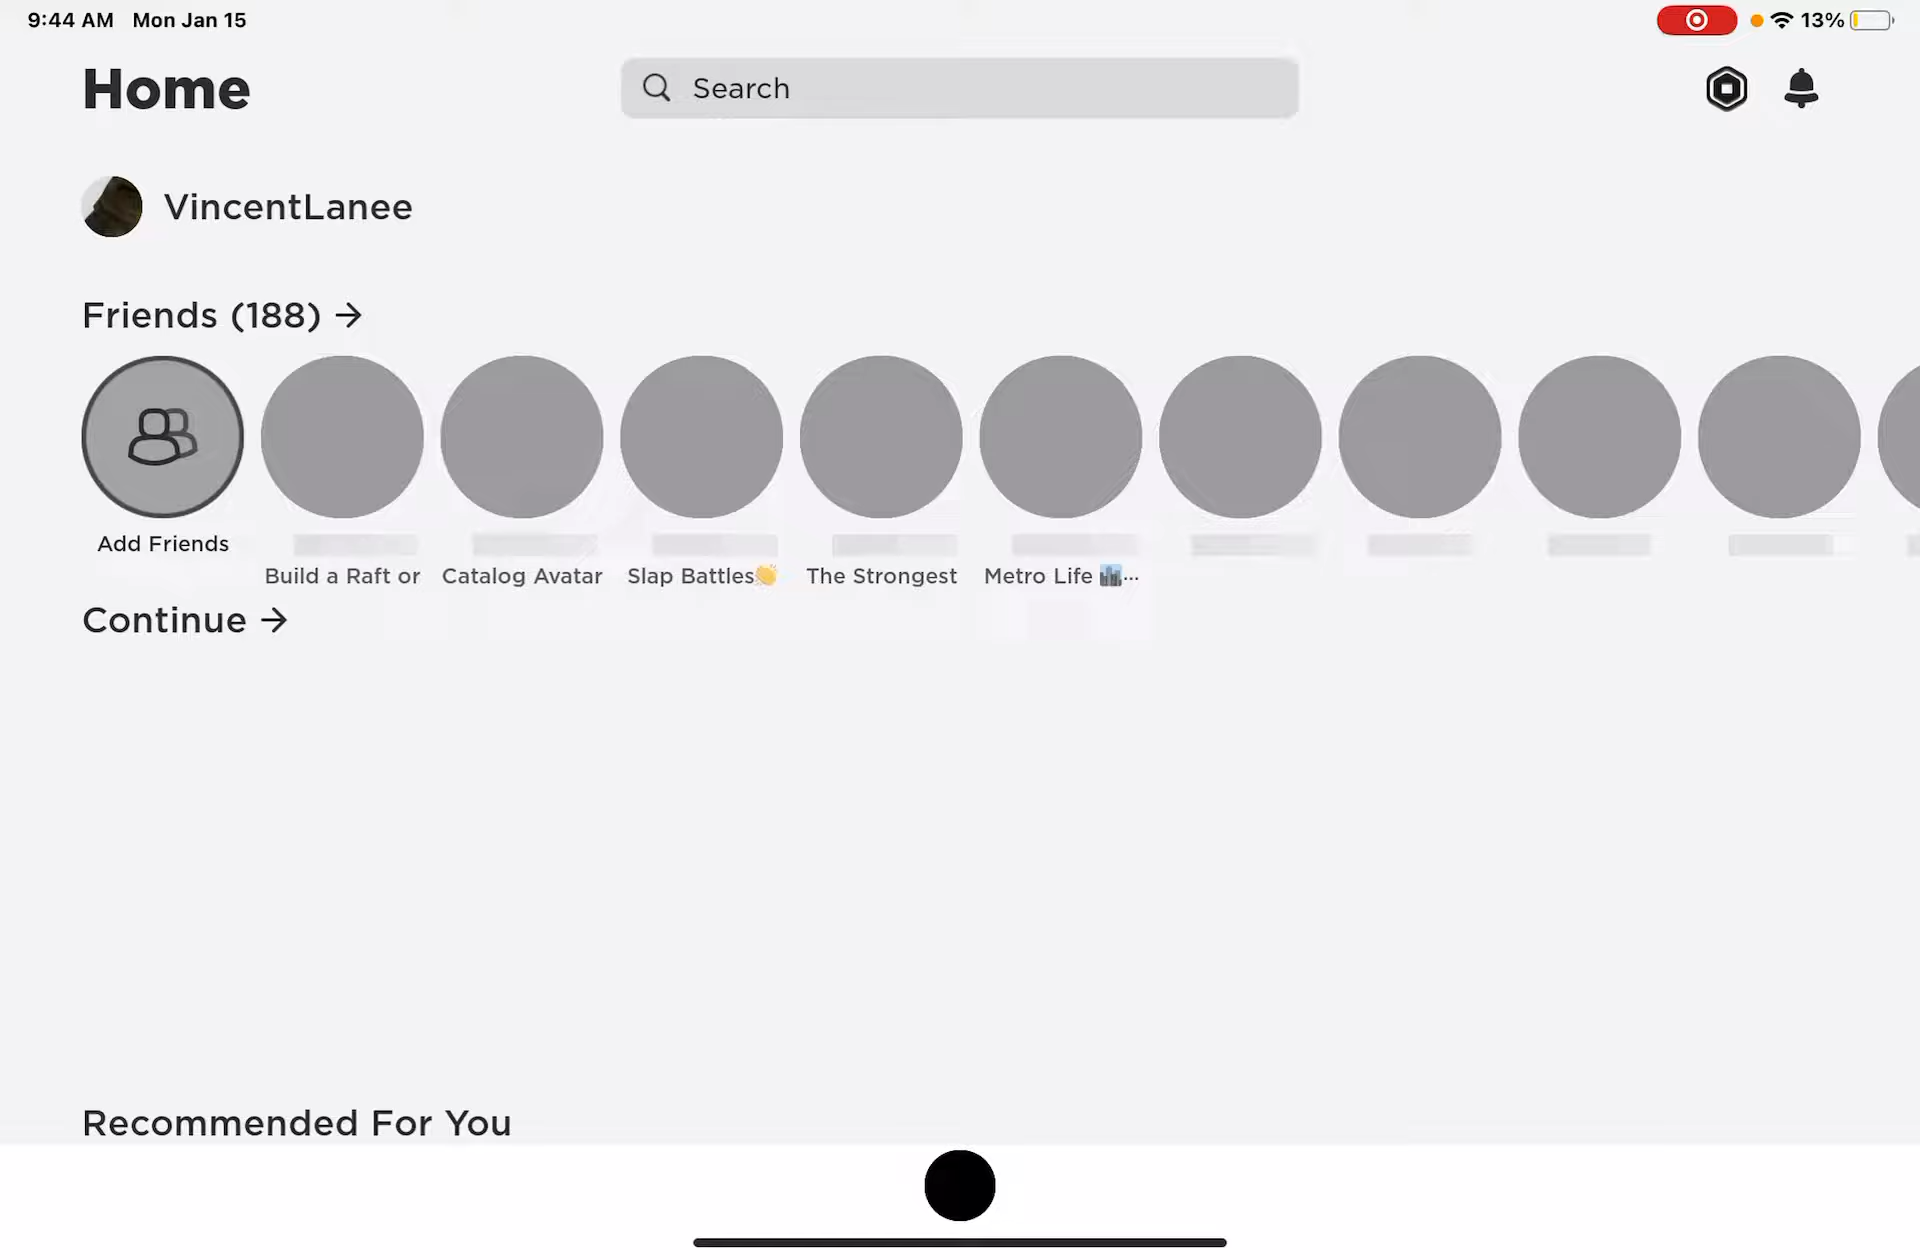 9:44 AM Mon Jan 15
13%
Home
Search
VincentLanee
Friends (188) →
Add Friends
Build a Raft or
Catalog Avatar
Slap Battles👏
The Strongest
Metro Life 🏙️...
Continue →
Recommended For You